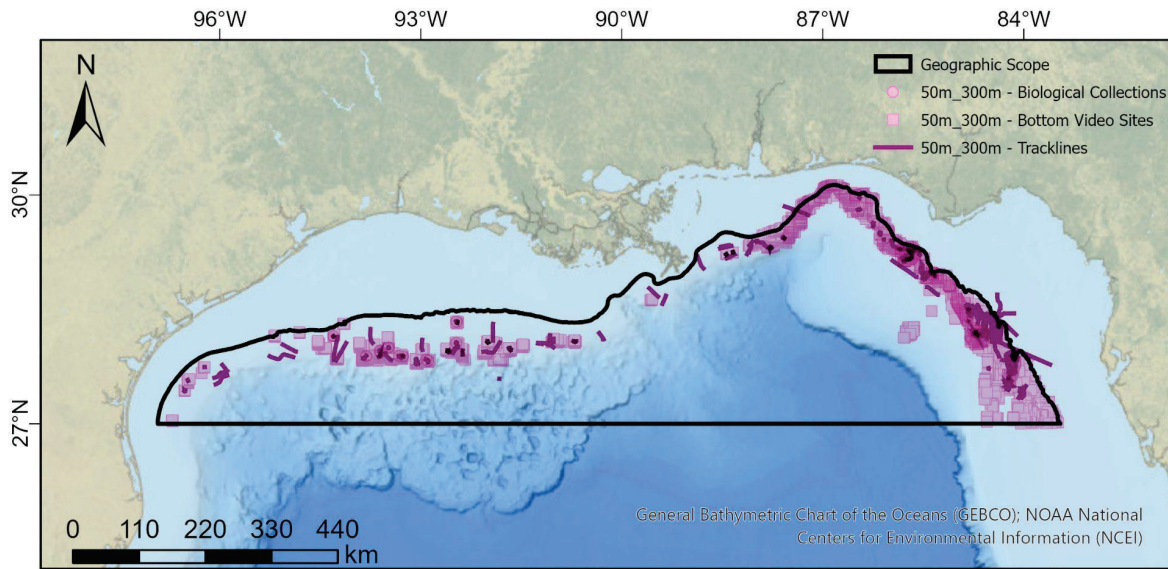 96°W 93°W 90°W 87°W 84°W
N
Geographic Scope
50m_300m - Biological Collections
50m_300m - Bottom Video Sites
50m_300m - Tracklines
30°N
27°N
0 110 220 330 440
km
General Bathymetric Chart of the Oceans (GEBCO); NOAA National
Centers for Environmental Information (NCEI)